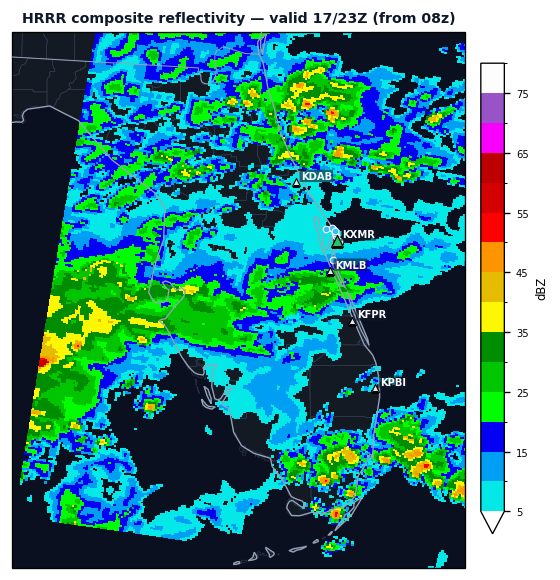 HRRR composite reflectivity — valid 17/23Z (from 08z)
75
65
55
45
35
25
15
5
dBZ
KDAB
KXMR
KMLB
KFPR
KPBI